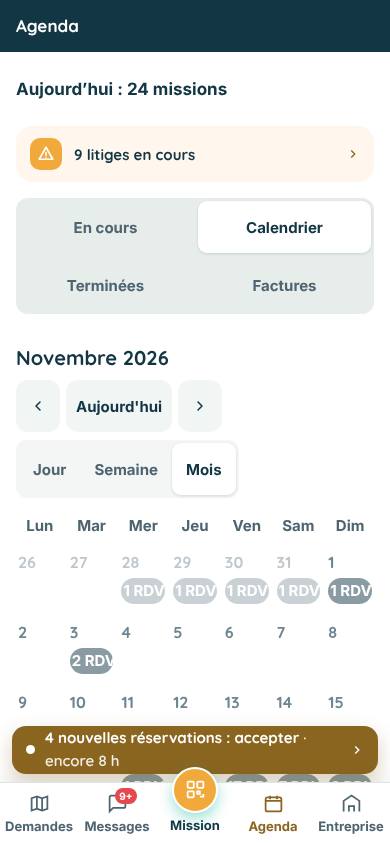 Agenda
Aujourd’hui : 24 missions
9 litiges en cours
En cours
Calendrier
Terminées
Factures
Novembre 2026
Aujourd'hui
Jour
Semaine
Mois
Lun Mar Mer Jeu Ven Sam Dim
26 27 28 29 30 31 1
1 RDV 1 RDV 1 RDV 1 RDV 1 RDV
2 3 4 5 6 7 8
2 RDV
9 10 11 12 13 14 15
4 nouvelles réservations : accepter ·
encore 8 h
9+
Demandes Messages Mission Agenda Entreprise